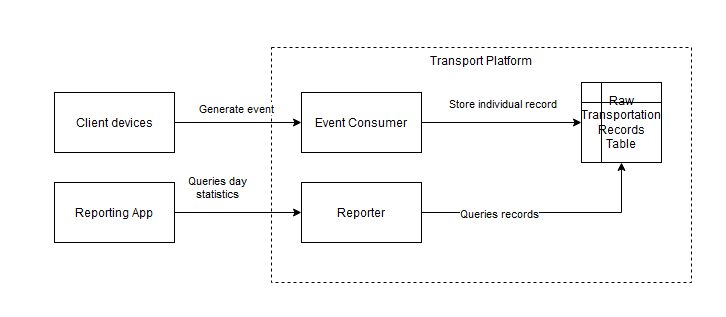 Transport Platform
Client devices
Generate event
Event Consumer
Store individual record
Raw
Transportation
Records
Table
Reporting App
Queries day
statistics
Reporter
Queries records